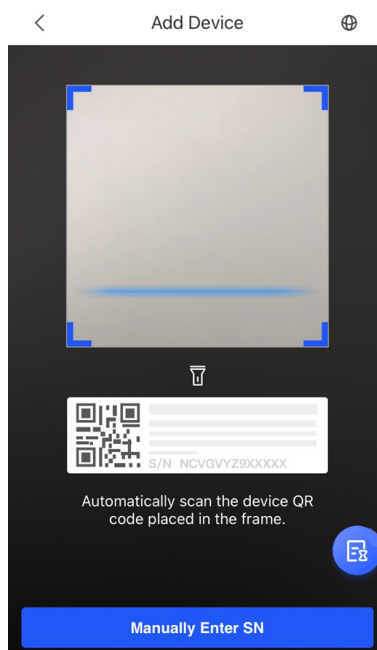 Add Device
S/N NCVGVYZ9XXXXX
Automatically scan the device QR
code placed in the frame.
Manually Enter SN